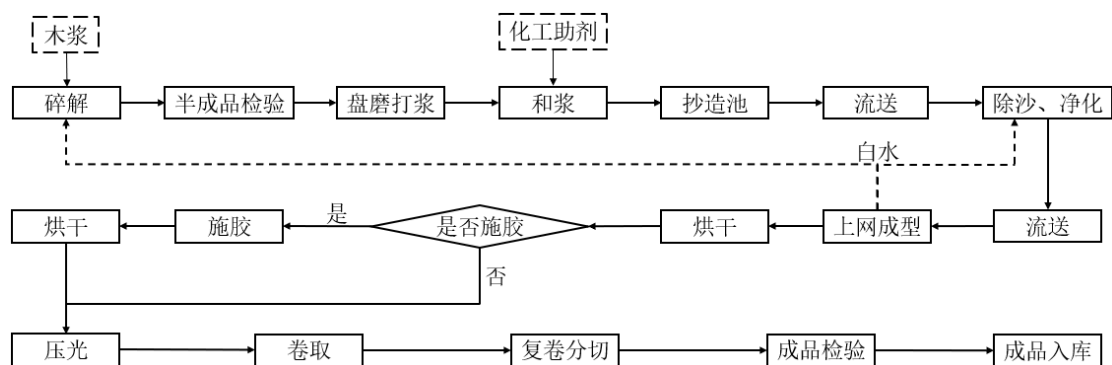 木浆
化工助剂
碎解
半成品检验
盘磨打浆
和浆
抄造池
流送
除沙、净化
白水
烘干
施胶
是
是否施胶
烘干
上网成型
流送
否
压光
卷取
复卷分切
成品检验
成品入库